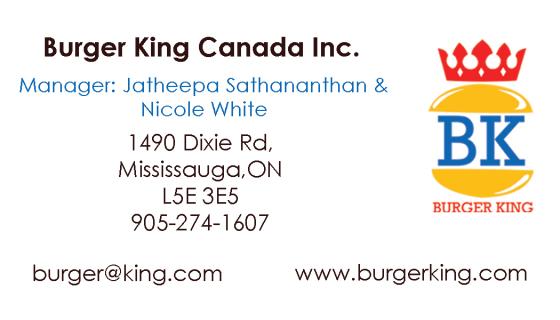 Burger King Canada Inc.
Manager: Jatheepa Sathananthan &
Nicole White
1490 Dixie Rd,
Mississauga,ON
L5E 3E5
905-274-1607
burger@king.com
www.burgerking.com
BK
BURGER KING